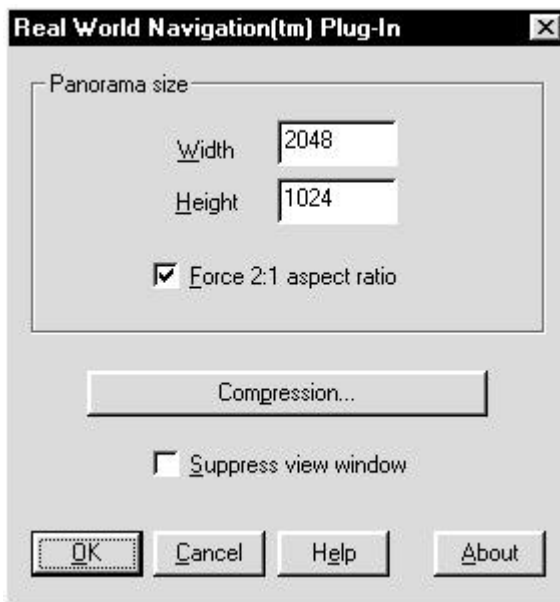 Real World Navigation(tm) Plug-In
Panorama size
Width 2048
Height 1024
Force 2:1 aspect ratio
Compression...
Suppress view window
OK Cancel Help About